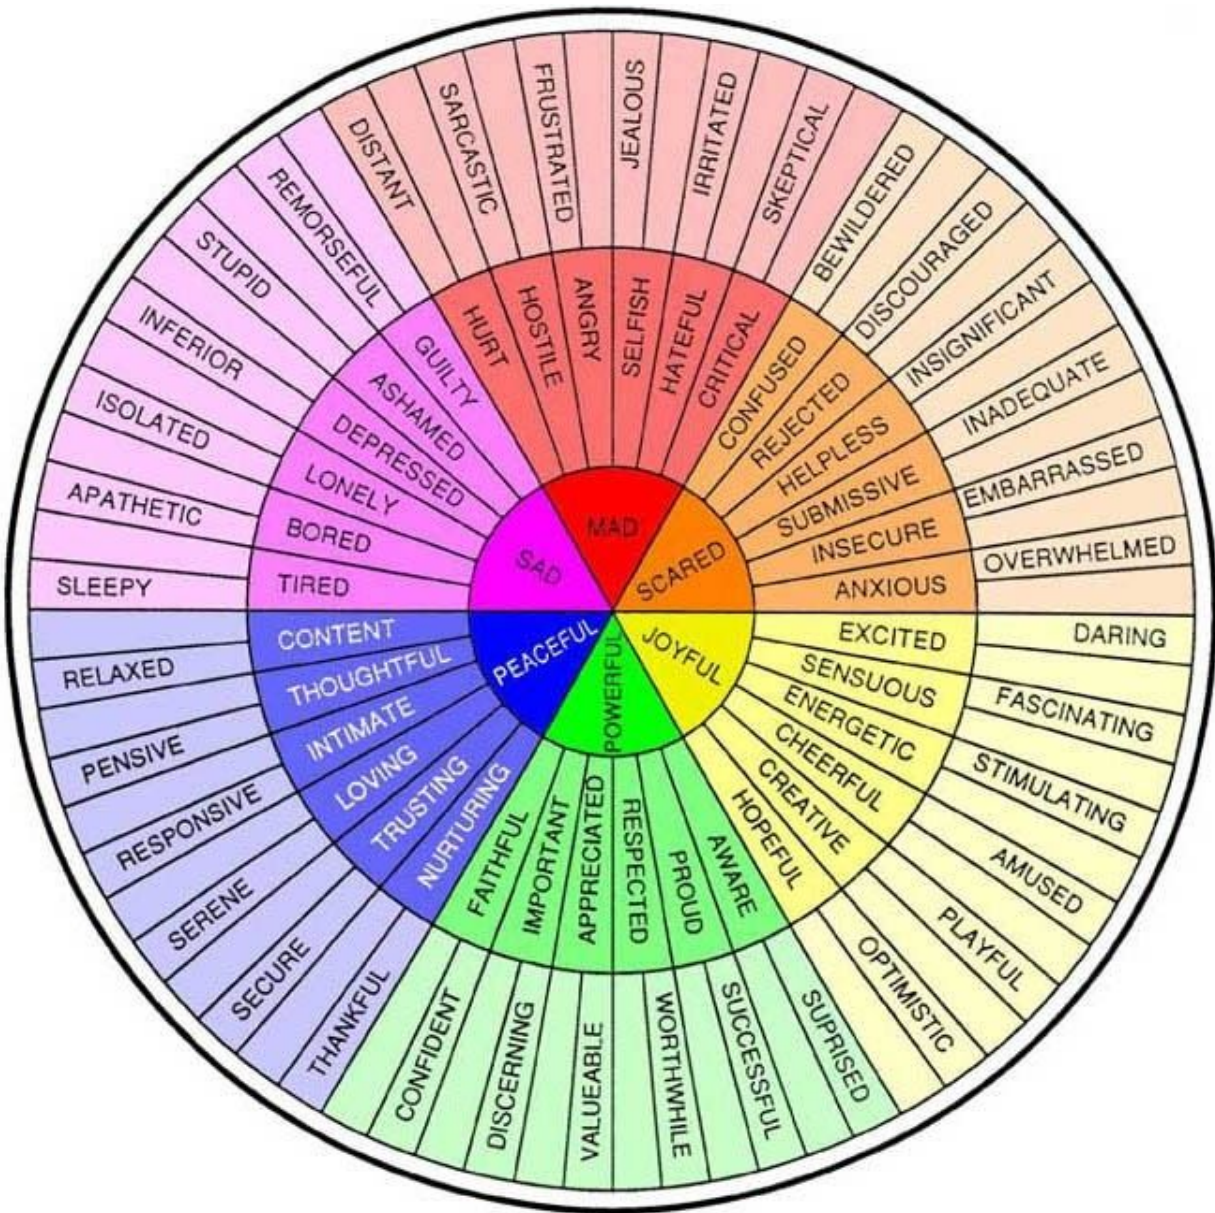 MAD
SCARED
JOYFUL
POWERFUL
PEACEFUL
SAD
HURT
HOSTILE
ANGRY
SELFISH
HATEFUL
CRITICAL
CONFUSED
REJECTED
HELPLESS
SUBMISSIVE
INSECURE
ANXIOUS
EXCITED
SENSUOUS
ENERGETIC
CHEERFUL
CREATIVE
HOPEFUL
AWARE
PROUD
RESPECTED
APPRECIATED
IMPORTANT
FAITHFUL
NURTURING
TRUSTING
LOVING
INTIMATE
THOUGHTFUL
CONTENT
TIRED
BORED
LONELY
DEPRESSED
ASHAMED
GUILTY
DISTANT
SARCASTIC
FRUSTRATED
JEALOUS
IRRITATED
SKEPTICAL
BEWILDERED
DISCOURAGED
INSIGNIFICANT
INADEQUATE
EMBARRASSED
OVERWHELMED
DARING
FASCINATING
STIMULATING
AMUSED
PLAYFUL
OPTIMISTIC
SUPRISED
SUCCESSFUL
WORTHWHILE
VALUEABLE
DISCERNING
CONFIDENT
THANKFUL
SECURE
SERENE
RESPONSIVE
PENSIVE
RELAXED
SLEEPY
APATHETIC
ISOLATED
INFERIOR
STUPID
REMORSEFUL